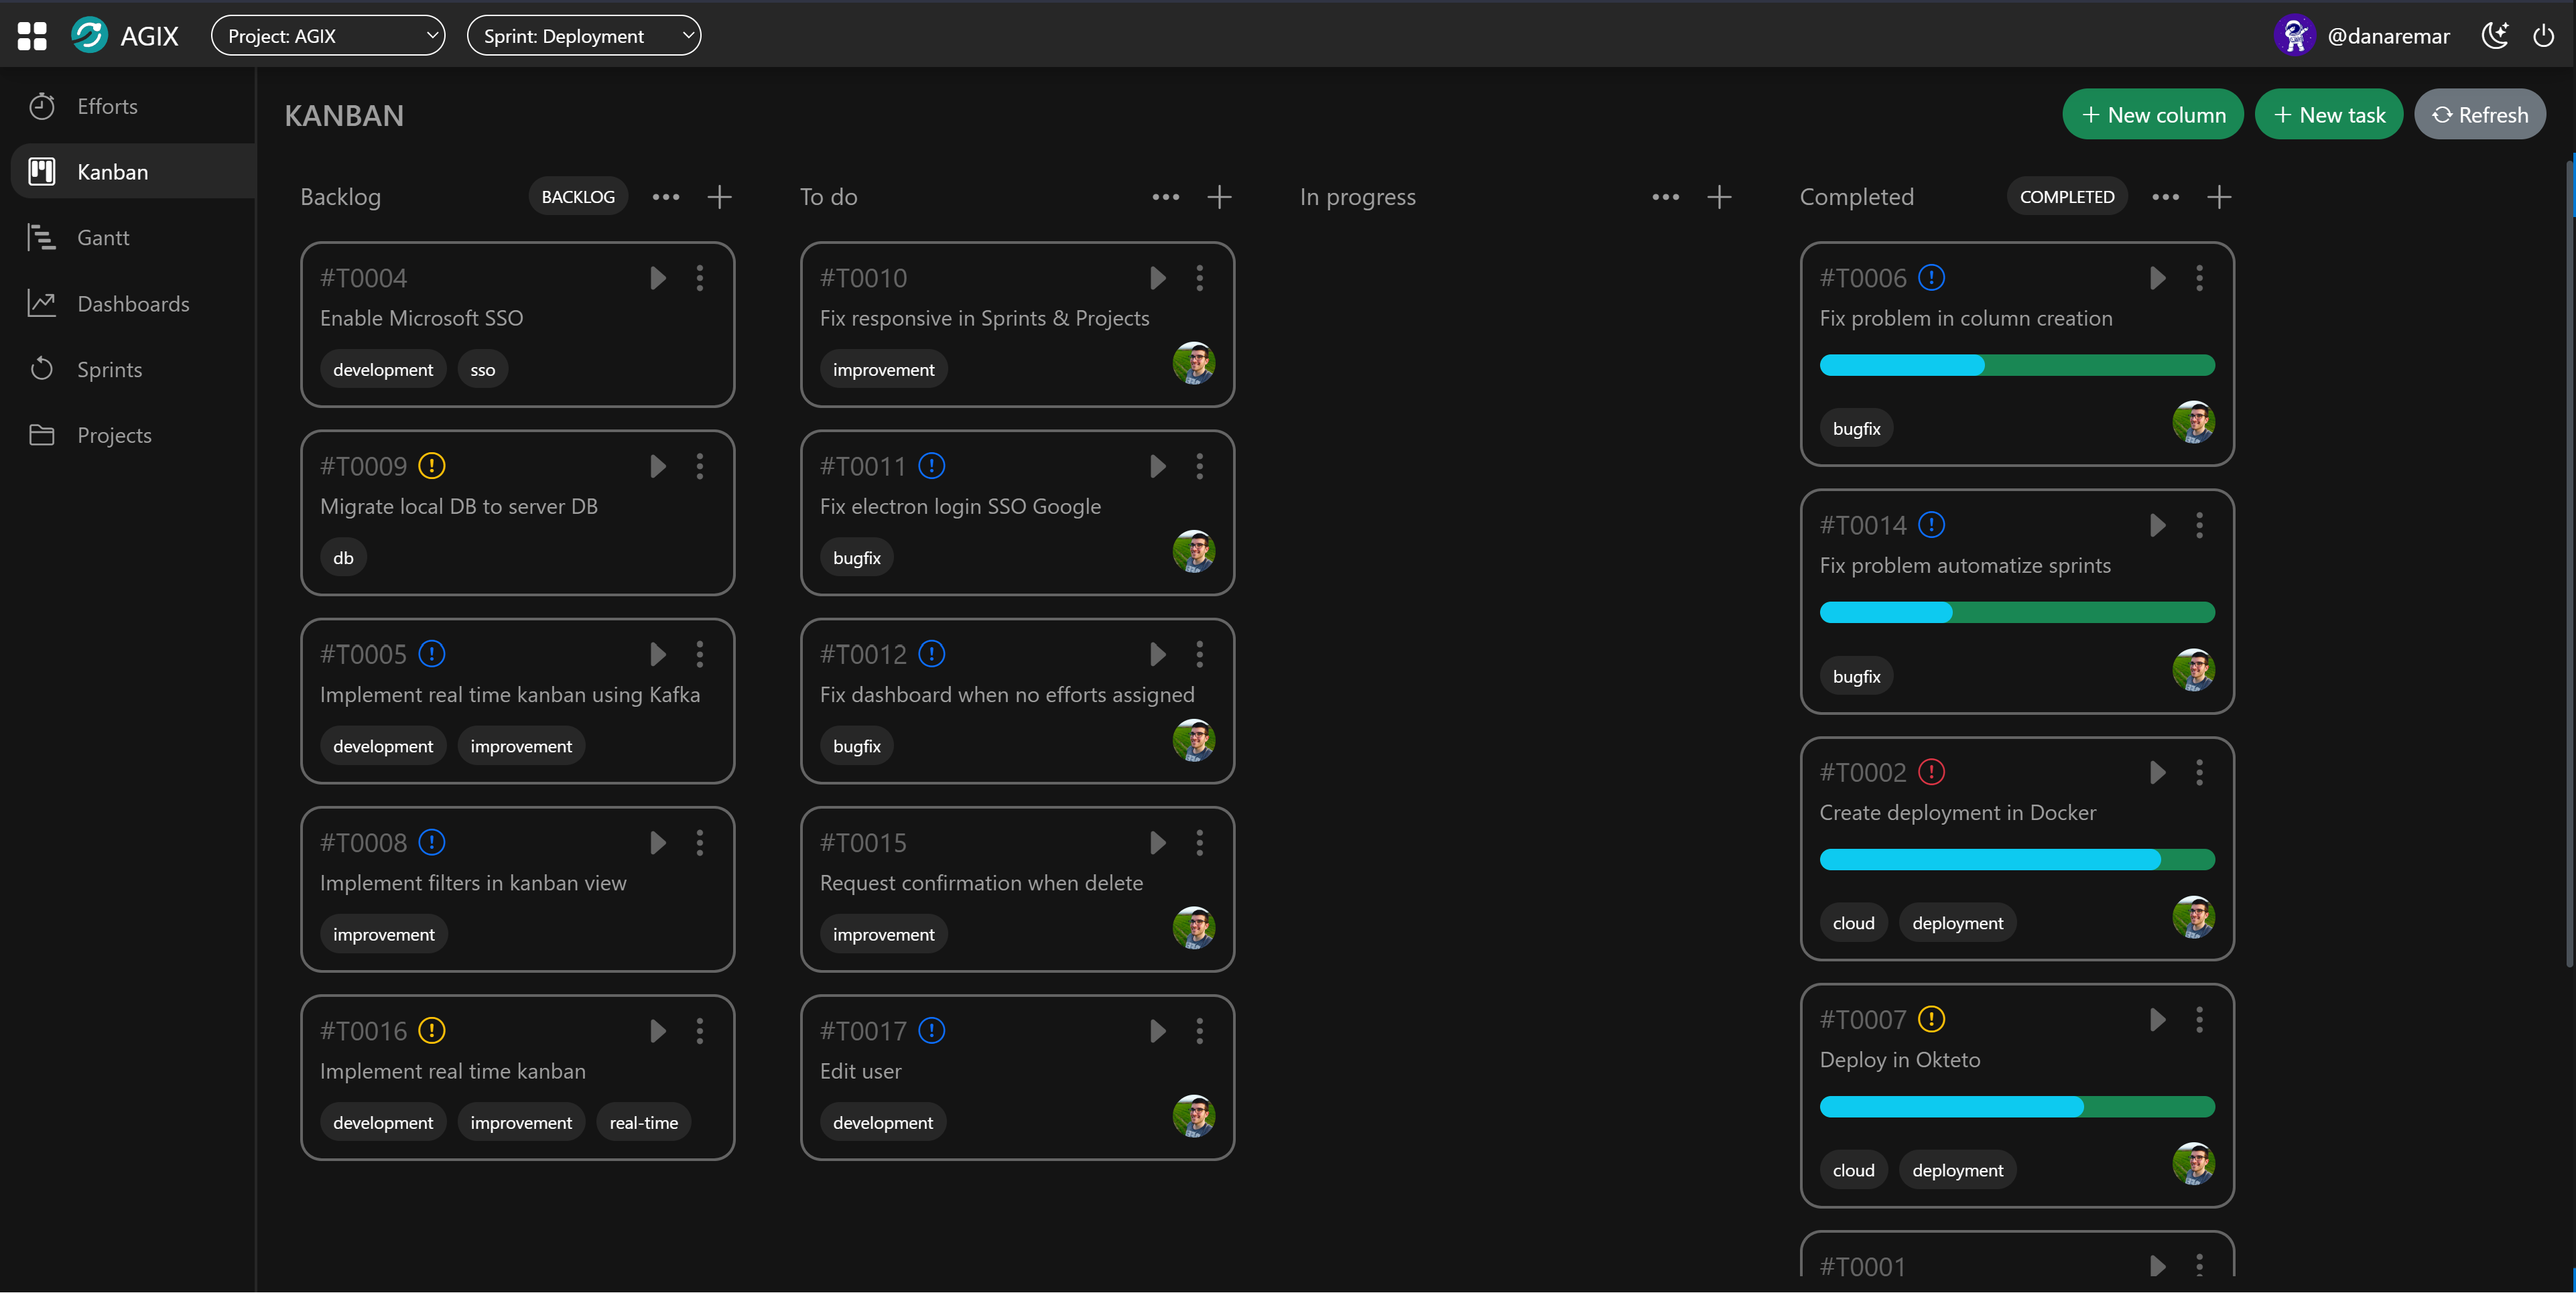 AGIX
Project: AGIX
Sprint: Deployment
@danaremar
Efforts
Kanban
Gantt
Dashboards
Sprints
Projects
KANBAN
New column
New task
Refresh
Backlog
BACKLOG
#T0004
Enable Microsoft SSO
development sso
#T0009
Migrate local DB to server DB
db
#T0005
Implement real time kanban using Kafka
development improvement
#T0008
Implement filters in kanban view
improvement
#T0016
Implement real time kanban
development improvement real-time
To do
#T0010
Fix responsive in Sprints & Projects
improvement
#T0011
Fix electron login SSO Google
bugfix
#T0012
Fix dashboard when no efforts assigned
bugfix
#T0015
Request confirmation when delete
improvement
#T0017
Edit user
development
In progress
Completed
COMPLETED
#T0006
Fix problem in column creation
bugfix
#T0014
Fix problem automatize sprints
bugfix
#T0002
Create deployment in Docker
cloud deployment
#T0007
Deploy in Okteto
cloud deployment
#T0001